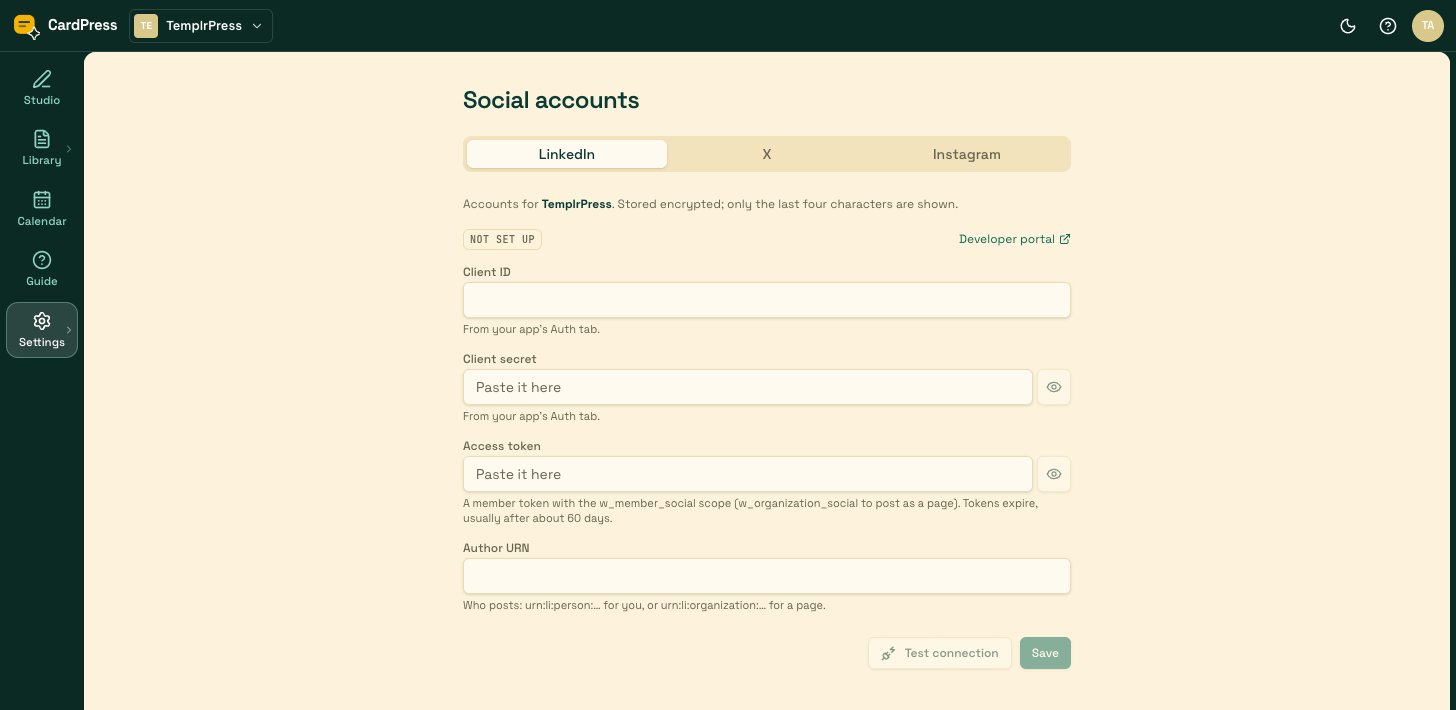 CardPress
TE
TemplrPress
TA
Studio
Library
Calendar
Guide
Settings
Social accounts
LinkedIn
X
Instagram
Accounts for TemplrPress. Stored encrypted; only the last four characters are shown.
NOT SET UP
Developer portal
Client ID
From your app's Auth tab.
Client secret
Paste it here
From your app's Auth tab.
Access token
Paste it here
A member token with the w_member_social scope (w_organization_social to post as a page). Tokens expire,
usually after about 60 days.
Author URN
Who posts: urn:li:person:… for you, or urn:li:organization:… for a page.
Test connection
Save